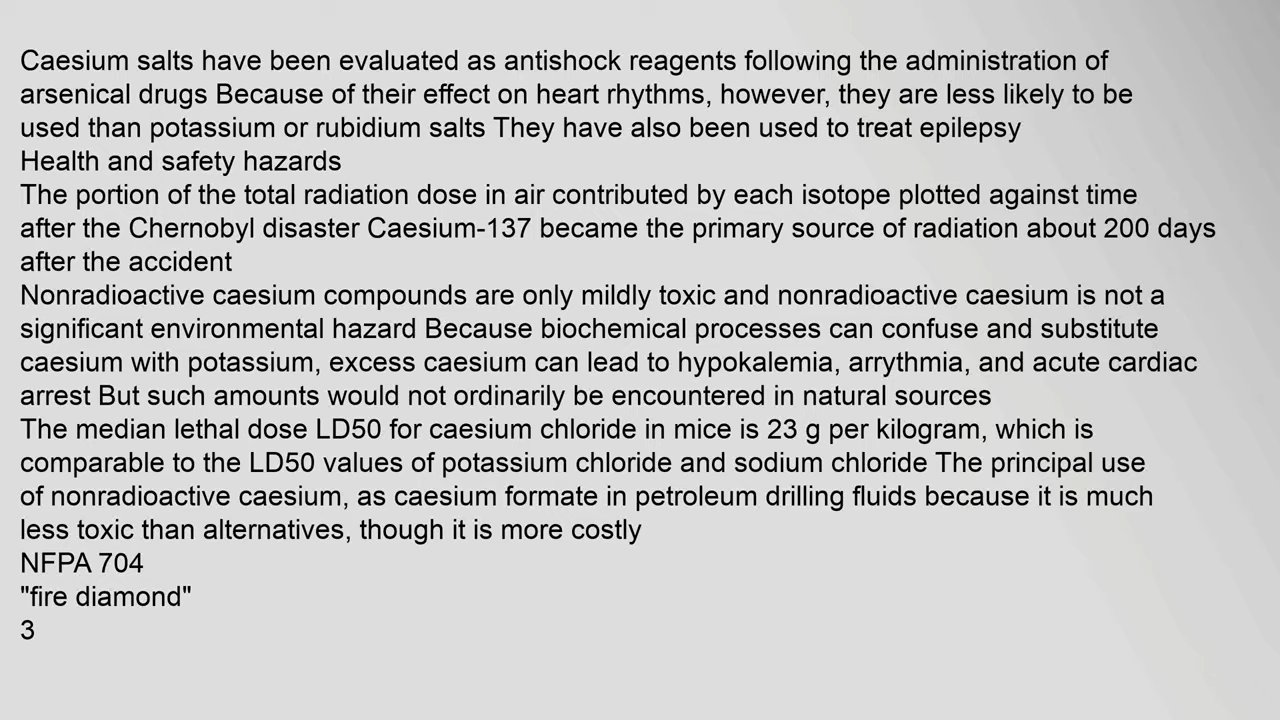 Caesium salts have been evaluated as antishock reagents following the administration of
arsenical drugs Because of their effect on heart rhythms, however, they are less likely to be
used than potassium or rubidium salts They have also been used to treat epilepsy
Health and safety hazards
The portion of the total radiation dose in air contributed by each isotope plotted against time
after the Chernobyl disaster Caesium-137 became the primary source of radiation about 200 days
after the accident
Nonradioactive caesium compounds are only mildly toxic and nonradioactive caesium is not a
significant environmental hazard Because biochemical processes can confuse and substitute
caesium with potassium, excess caesium can lead to hypokalemia, arrythmia, and acute cardiac
arrest But such amounts would not ordinarily be encountered in natural sources
The median lethal dose LD50 for caesium chloride in mice is 23 g per kilogram, which is
comparable to the LD50 values of potassium chloride and sodium chloride The principal use
of nonradioactive caesium, as caesium formate in petroleum drilling fluids because it is much
less toxic than alternatives, though it is more costly
NFPA 704
"fire diamond"
3